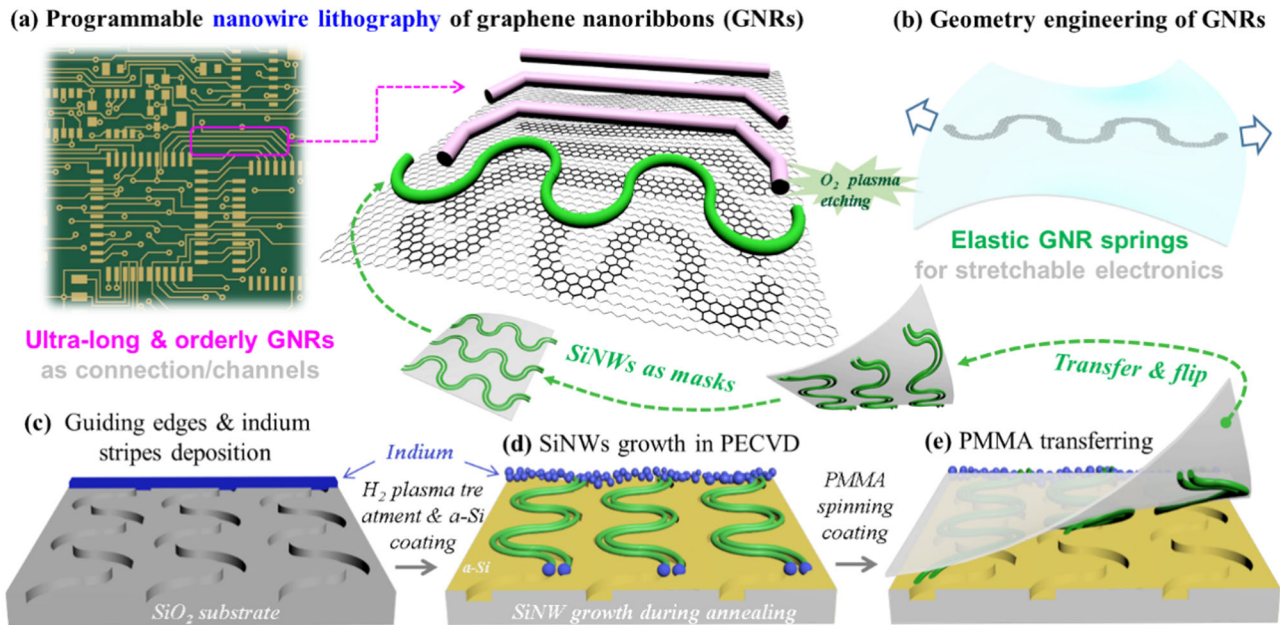 (a) Programmable nanowire lithography of graphene nanoribbons (GNRs)
(b) Geometry engineering of GNRs
O₂ plasma
etching
Elastic GNR springs
for stretchable electronics
Ultra-long & orderly GNRs
as connection/channels
SiNWs as masks
Transfer & flip
(c) Guiding edges & indium
stripes deposition
Indium
H₂ plasma tre
atment & a-Si
coating
SiO₂ substrate
(d) SiNWs growth in PECVD
a-Si
SiNW growth during annealing
PMMA
spinning
coating
(e) PMMA transferring